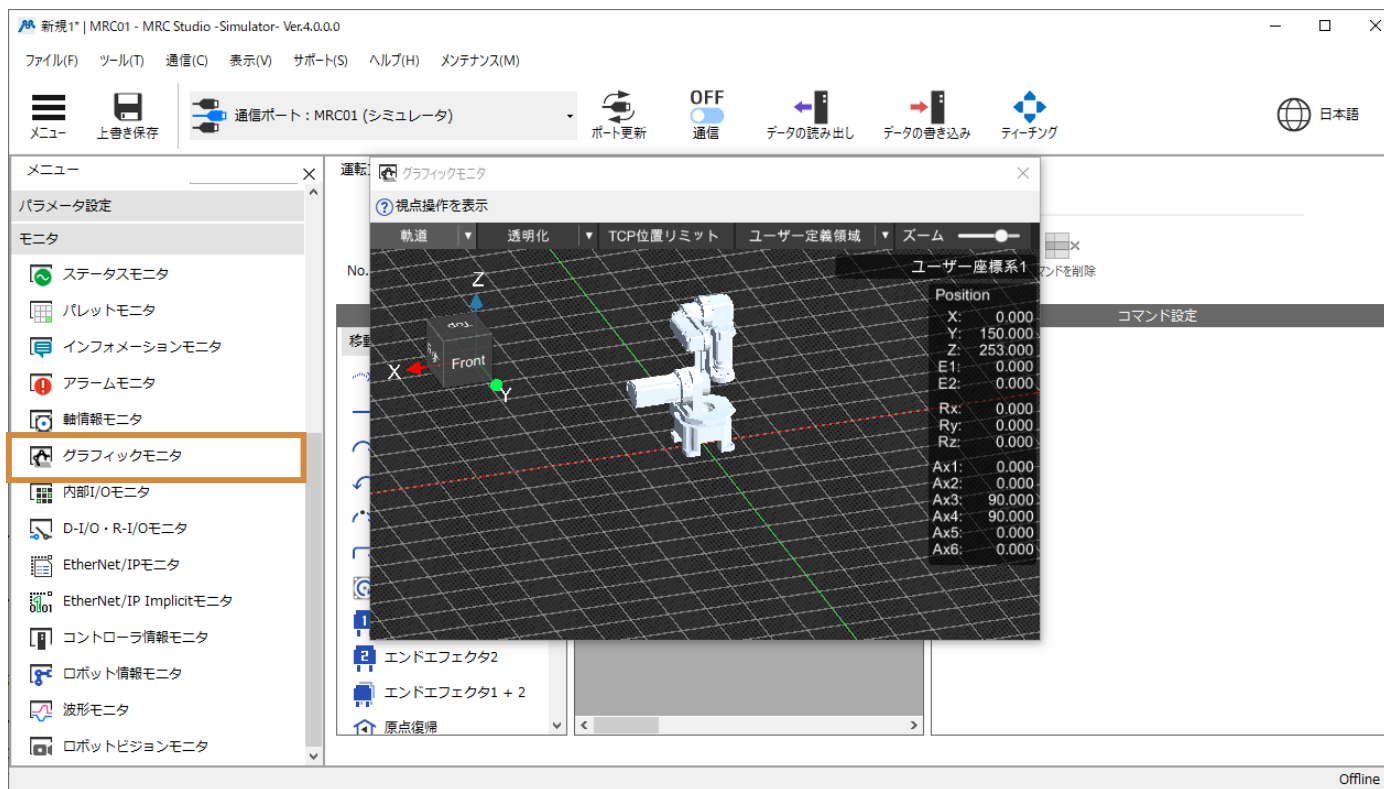 新規1* | MRC01 - MRC Studio -Simulator- Ver.4.0.0.0
ファイル(F) ツール(T) 通信(C) 表示(V) サポート(S) ヘルプ(H) メンテナンス(M)
メニュー
上書き保存
通信ポート : MRC01 (シミュレータ)
ポート更新
OFF
通信
データの読み出し
データの書き込み
ティーチング
日本語
メニュー
パラメータ設定
モニタ
ステータスモニタ
パレットモニタ
インフォメーションモニタ
アラームモニタ
軸情報モニタ
グラフィックモニタ
内部I/Oモニタ
D-I/O・R-I/Oモニタ
EtherNet/IPモニタ
EtherNet/IP Implicitモニタ
コントローラ情報モニタ
ロボット情報モニタ
波形モニタ
ロボットビジョンモニタ
運転
No.
移動
グラフィックモニタ
?視点操作を表示
軌道 ▼ 透明化 ▼ TCP位置リミット ユーザー定義領域 ▼ ズーム
ユーザー座標系1
Z
Top
Front
X
Y
Position
X: 0.000
Y: 150.000
Z: 253.000
E1: 0.000
E2: 0.000
Rx: 0.000
Ry: 0.000
Rz: 0.000
Ax1: 0.000
Ax2: 0.000
Ax3: 90.000
Ax4: 90.000
Ax5: 0.000
Ax6: 0.000
マンドを削除
コマンド設定
1
2 エンドエフェクタ2
エンドエフェクタ1 + 2
原点復帰
Offline